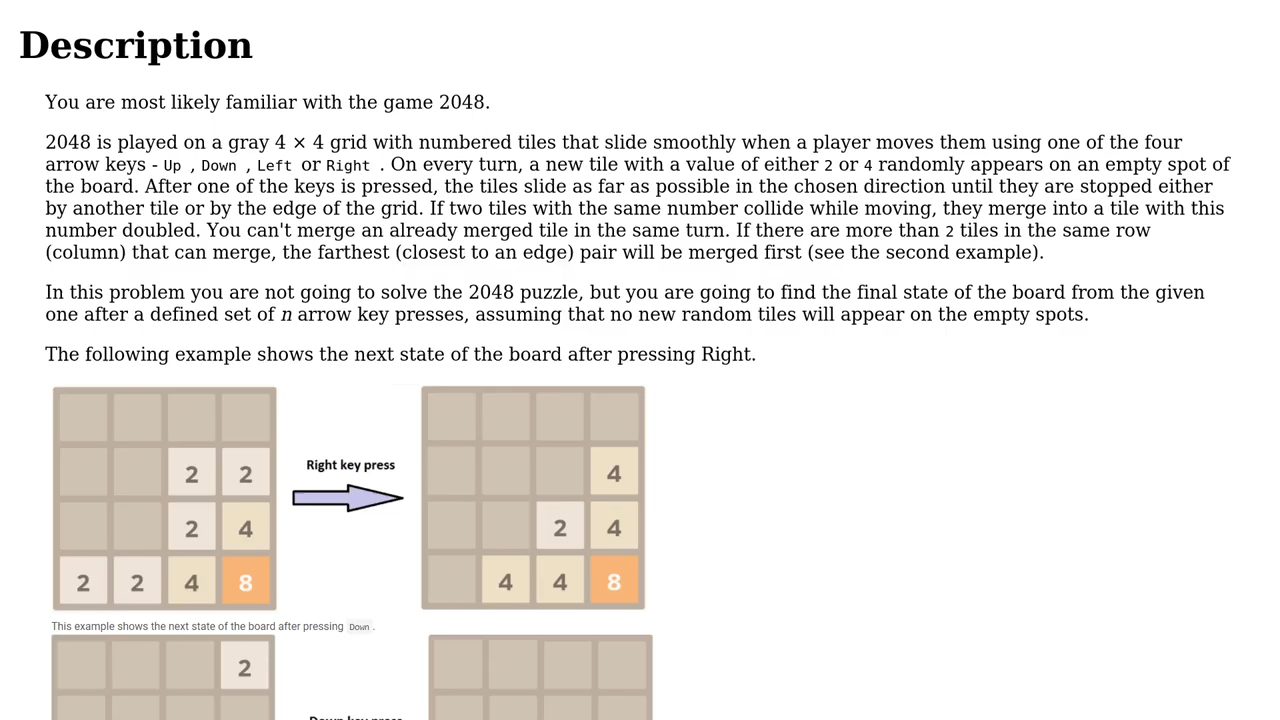 Description
You are most likely familiar with the game 2048.
2048 is played on a gray 4 × 4 grid with numbered tiles that slide smoothly when a player moves them using one of the four
arrow keys - Up , Down , Left or Right . On every turn, a new tile with a value of either 2 or 4 randomly appears on an empty spot of
the board. After one of the keys is pressed, the tiles slide as far as possible in the chosen direction until they are stopped either
by another tile or by the edge of the grid. If two tiles with the same number collide while moving, they merge into a tile with this
number doubled. You can't merge an already merged tile in the same turn. If there are more than 2 tiles in the same row
(column) that can merge, the farthest (closest to an edge) pair will be merged first (see the second example).
In this problem you are not going to solve the 2048 puzzle, but you are going to find the final state of the board from the given
one after a defined set of n arrow key presses, assuming that no new random tiles will appear on the empty spots.
The following example shows the next state of the board after pressing Right.
2 2
2 4
2 2 4 8
Right key press
4
2 4
4 4 8
This example shows the next state of the board after pressing Down .
2
Down key press